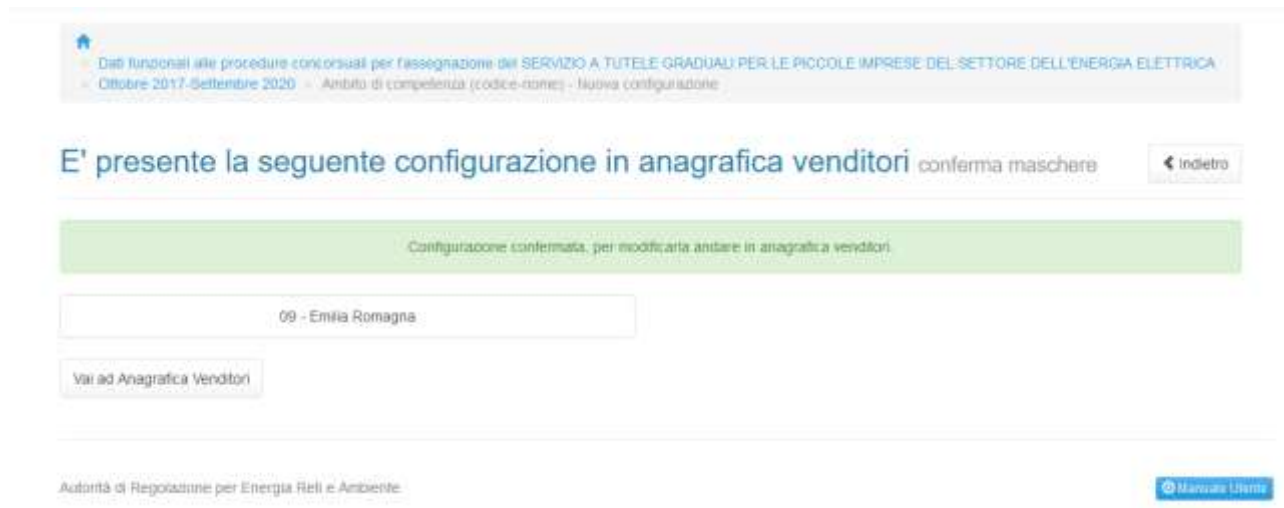 Dati funzionali alle procedure concorsuali per l'assegnazione del SERVIZIO A TUTELE GRADUALI PER LE PICCOLE IMPRESE DEL SETTORE DELL'ENERGIA ELETTRICA
Ottobre 2017-Settembre 2020 Ambito di competenza (codice-nome) - Nuova configurazione
E' presente la seguente configurazione in anagrafica venditori conferma maschere
Indietro
Configurazione confermata, per modificarla andare in anagrafica venditori.
09 - Emilia Romagna
Vai ad Anagrafica Venditori
Autorità di Regolazione per Energia Reti e Ambiente
Manuale Utente